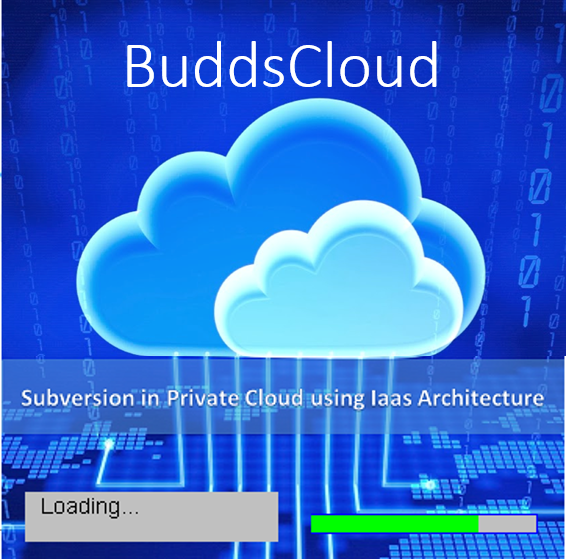 BuddsCloud
Subversion in Private Cloud using Iaas Architecture
Loading...